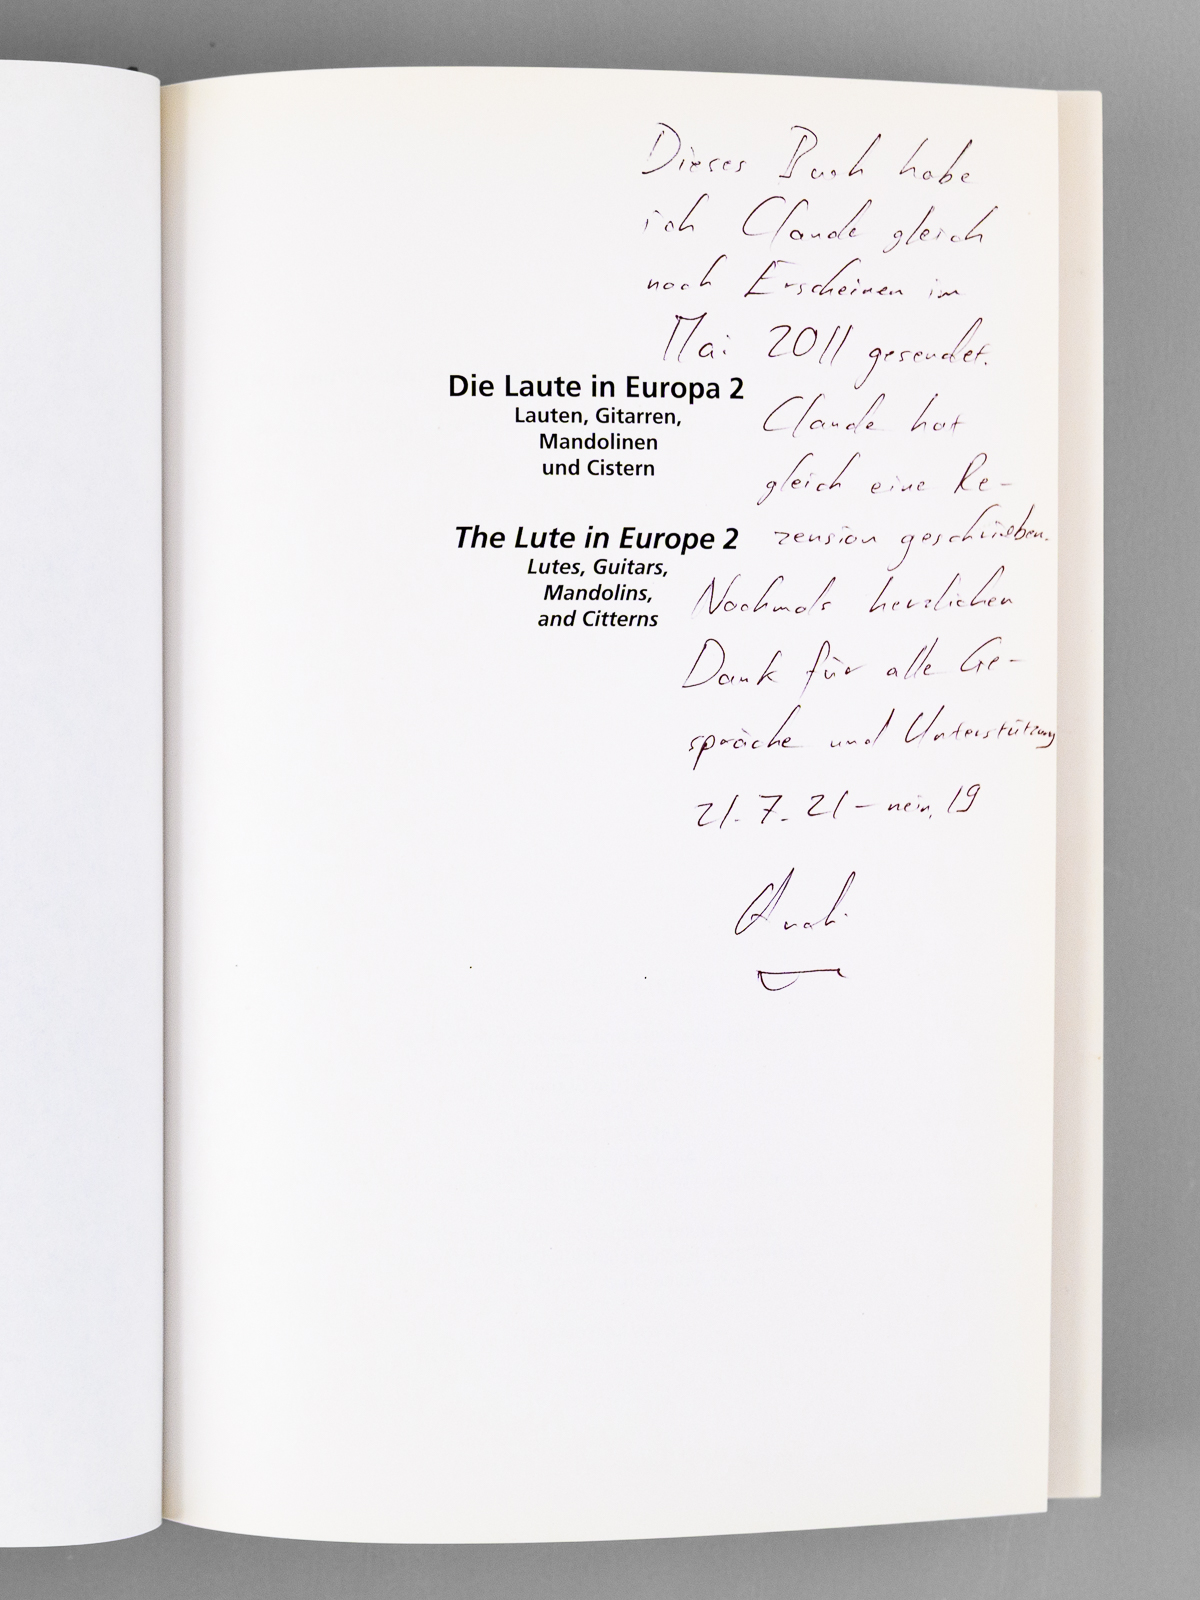 Dieses Buch habe
ich Claude gleich
nach Erscheinen im
Mai 2011 gesendet.
Die Laute in Europa 2
Lauten, Gitarren,
Mandolinen
und Cistern
Claude hat
gleich eine Re-
The Lute in Europe 2
zension geschrieben.
Lutes, Guitars,
Mandolins,
and Citterns
Nochmals herzlichen
Dank für alle Ge-
spräche und Unterstützung
21.7.21 - nein, 19